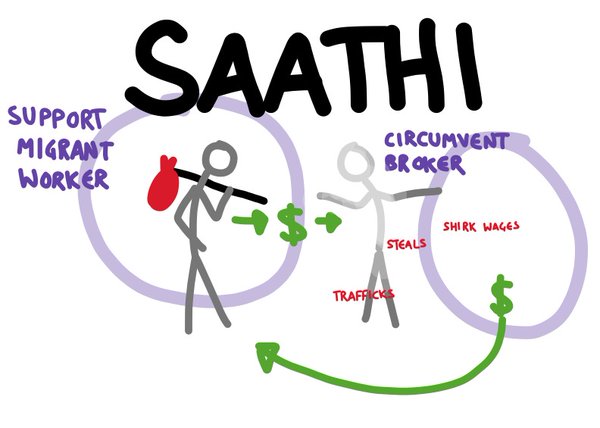 SAATHI
SUPPORT
MIGRANT
WORKER
CIRCUMVENT
BROKER
$
STEALS
SHIRK WAGES
TRAFFICKS
$